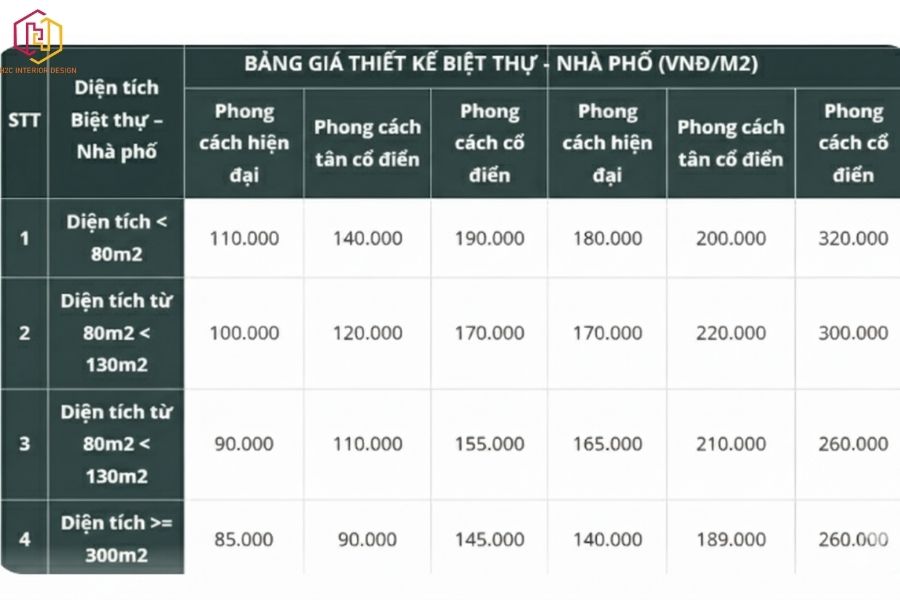 H2C INTERIOR DESIGN
BẢNG GIÁ THIẾT KẾ BIỆT THỰ - NHÀ PHỐ (VNĐ/M2)
STT
Diện tích
Biệt thự –
Nhà phố
Phong
cách hiện
đại
Phong cách
tân cổ điển
Phong
cách cổ
điển
Phong
cách hiện
đại
Phong cách
tân cổ điển
Phong
cách cổ
điển
1
Diện tích <
80m2
110.000
140.000
190.000
180.000
200.000
320.000
2
Diện tích từ
80m2 <
130m2
100.000
120.000
170.000
170.000
220.000
300.000
3
Diện tích từ
80m2 <
130m2
90.000
110.000
155.000
165.000
210.000
260.000
4
Diện tích >=
300m2
85.000
90.000
145.000
140.000
189.000
260.000